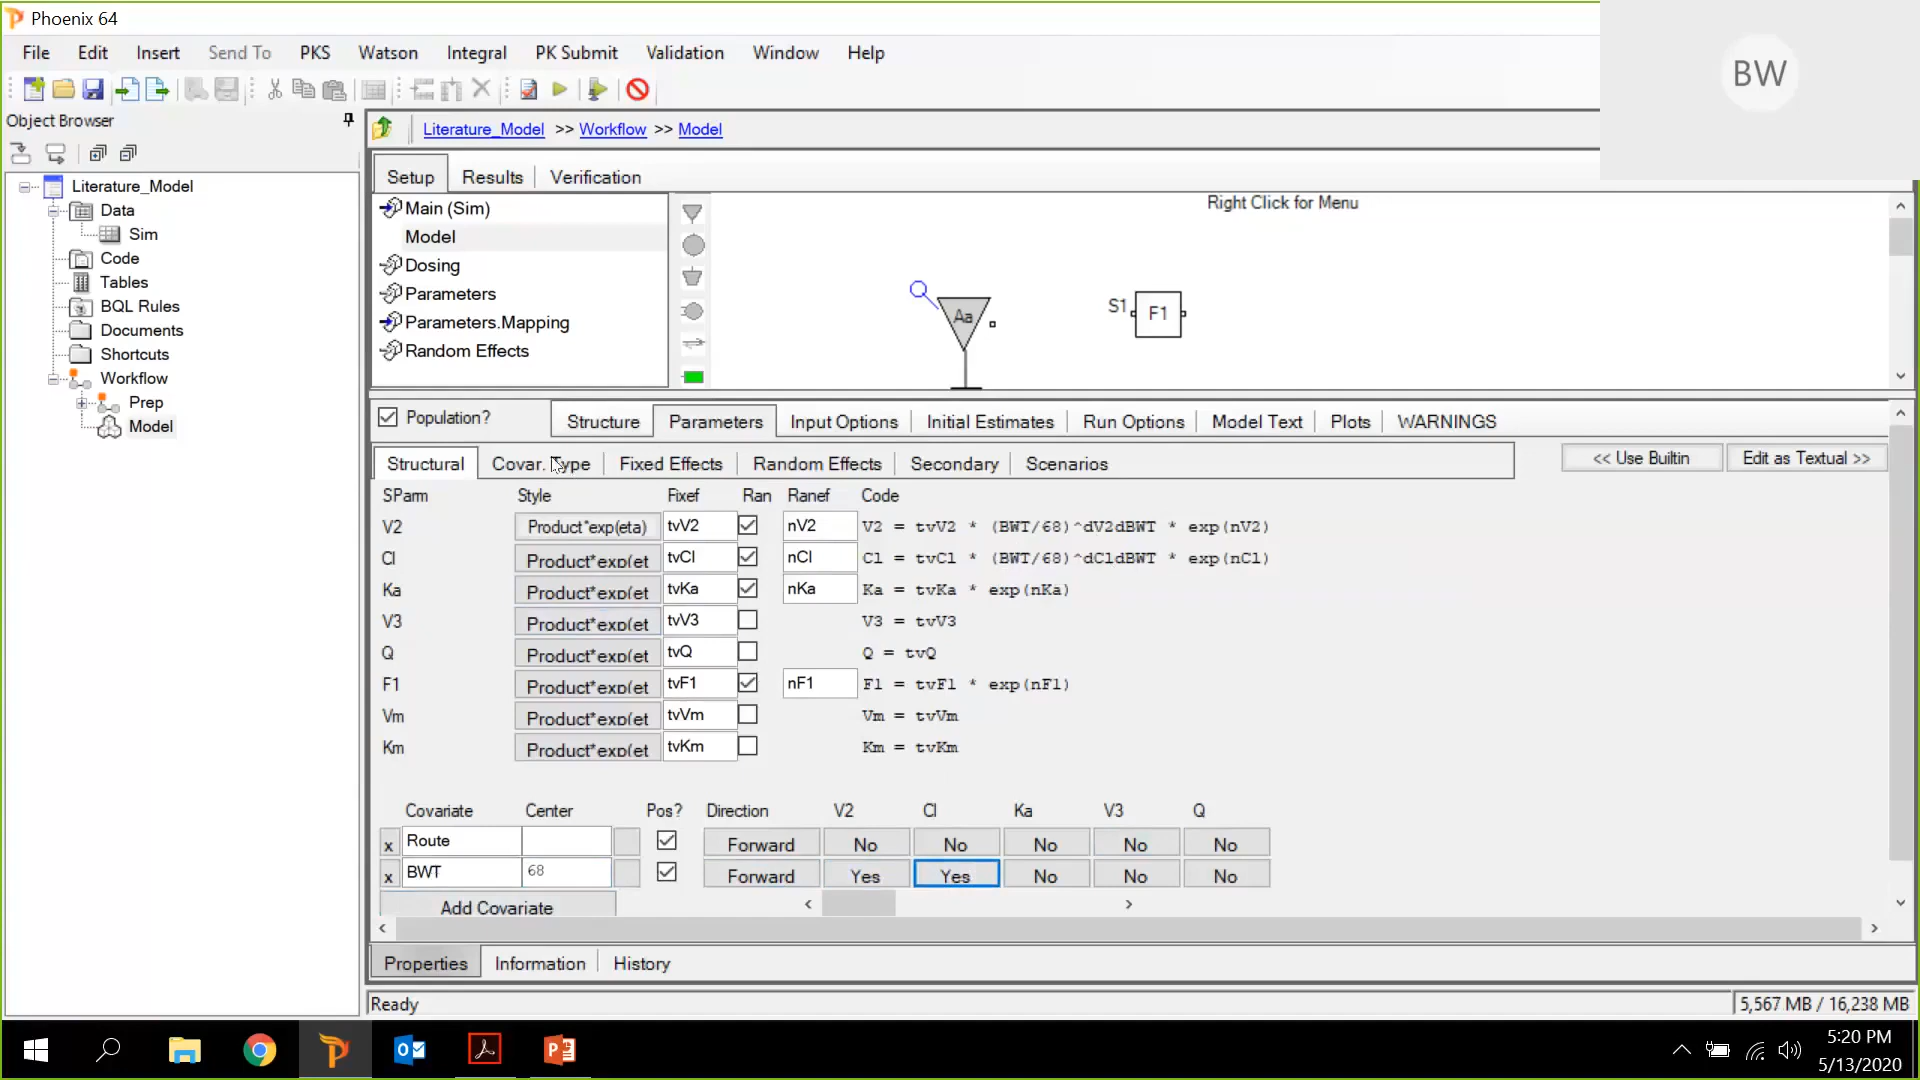 Phoenix 64
BW
File Edit Insert Send To PKS Watson Integral PK Submit Validation Window Help
Object Browser
Literature_Model >> Workflow >> Model
Literature_Model
Data
Sim
Code
Tables
BQL Rules
Documents
Shortcuts
Workflow
Prep
Model
Setup Results Verification
Main (Sim)
Model
Dosing
Parameters
Parameters.Mapping
Random Effects
Right Click for Menu
Aa
S1 F1
Population? Structure Parameters Input Options Initial Estimates Run Options Model Text Plots WARNINGS
Structural Covar. Type Fixed Effects Random Effects Secondary Scenarios << Use Builtin Edit as Textual >>
SParm Style Fixef Ran Ranef Code
V2 Product*exp(eta) tvV2 nV2 V2 = tvV2 * (BWT/68)^dV2dBWT * exp(nV2)
Cl Product*exp(et tvCl nCl Cl = tvCl * (BWT/68)^dCldBWT * exp(nCl)
Ka Product*exp(et tvKa nKa Ka = tvKa * exp(nKa)
V3 Product*exp(et tvV3 V3 = tvV3
Q Product*exp(et tvQ Q = tvQ
F1 Product*exp(et tvF1 nF1 F1 = tvF1 * exp(nF1)
Vm Product*exp(et tvVm Vm = tvVm
Km Product*exp(et tvKm Km = tvKm
Covariate Center Pos? Direction V2 Cl Ka V3 Q
x Route Forward No No No No No
x BWT 68 Forward Yes Yes No No No
Add Covariate
Properties Information History
Ready 5,567 MB / 16,238 MB
5:20 PM
5/13/2020